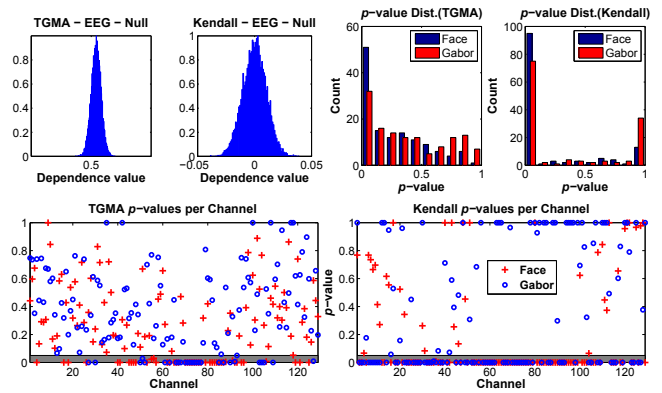 TGMA − EEG − Null
1
0.8
0.6
0.4
0.2
0
0.5
Dependence value
Kendall − EEG − Null
1
0.8
0.6
0.4
0.2
0
−0.05 0 0.05
Dependence value
p−value Dist.(TGMA)
60
40
20
0
Count
Face
Gabor
0 0.5 1
p−value
p−value Dist.(Kendall)
100
80
60
40
20
0
Count
Face
Gabor
0 0.5 1
p−value
TGMA p−values per Channel
1
0.8
0.6
0.4
0.2
0
20 40 60 80 100 120
Channel
Kendall p−values per Channel
p−value
1
0.8
0.6
0.4
0.2
0
Face
Gabor
20 40 60 80 100 120
Channel